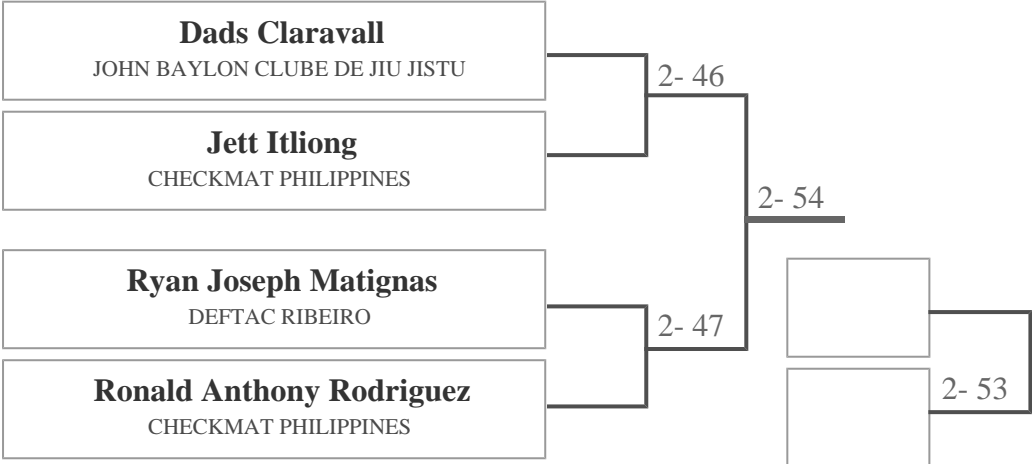 Dads Claravall
JOHN BAYLON CLUBE DE JIU JISTU
2- 46
Jett Itliong
CHECKMAT PHILIPPINES
2- 54
Ryan Joseph Matignas
DEFTAC RIBEIRO
2- 47
Ronald Anthony Rodriguez
CHECKMAT PHILIPPINES
2- 53